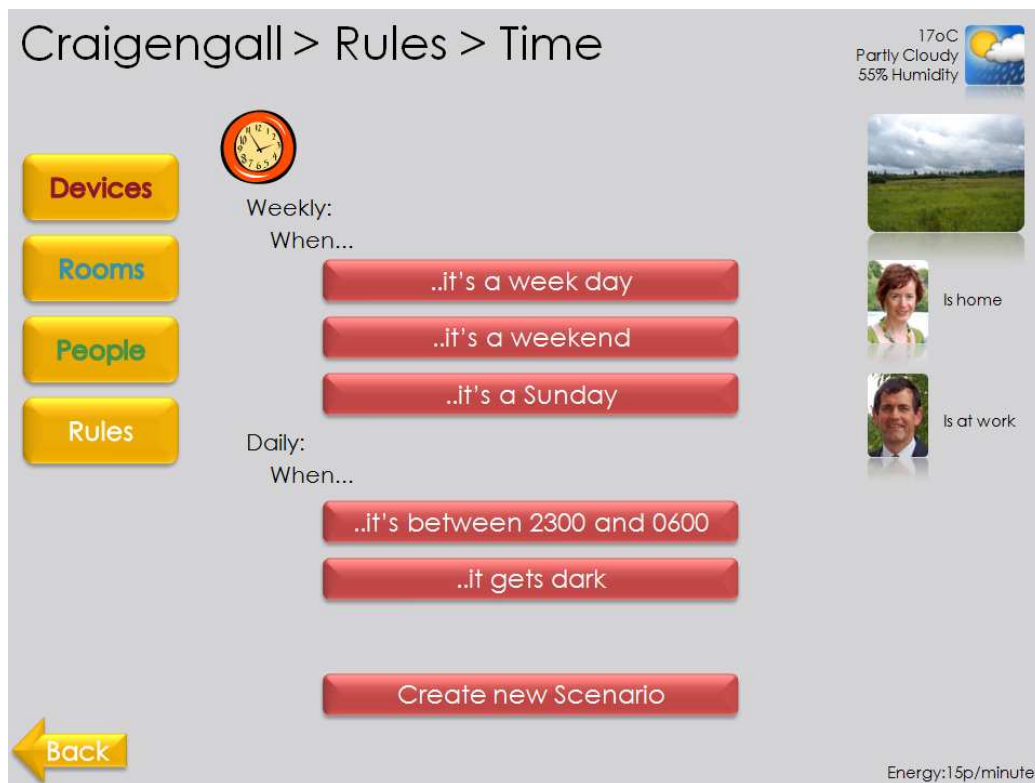 Craigengall > Rules > Time
17oC
Partly Cloudy
55% Humidity
Devices
Rooms
People
Rules
Weekly:
When...
..it's a week day
..it's a weekend
..it's a Sunday
Daily:
When...
..it's between 2300 and 0600
..it gets dark
Create new Scenario
Is home
Is at work
Back
Energy:15p/minute